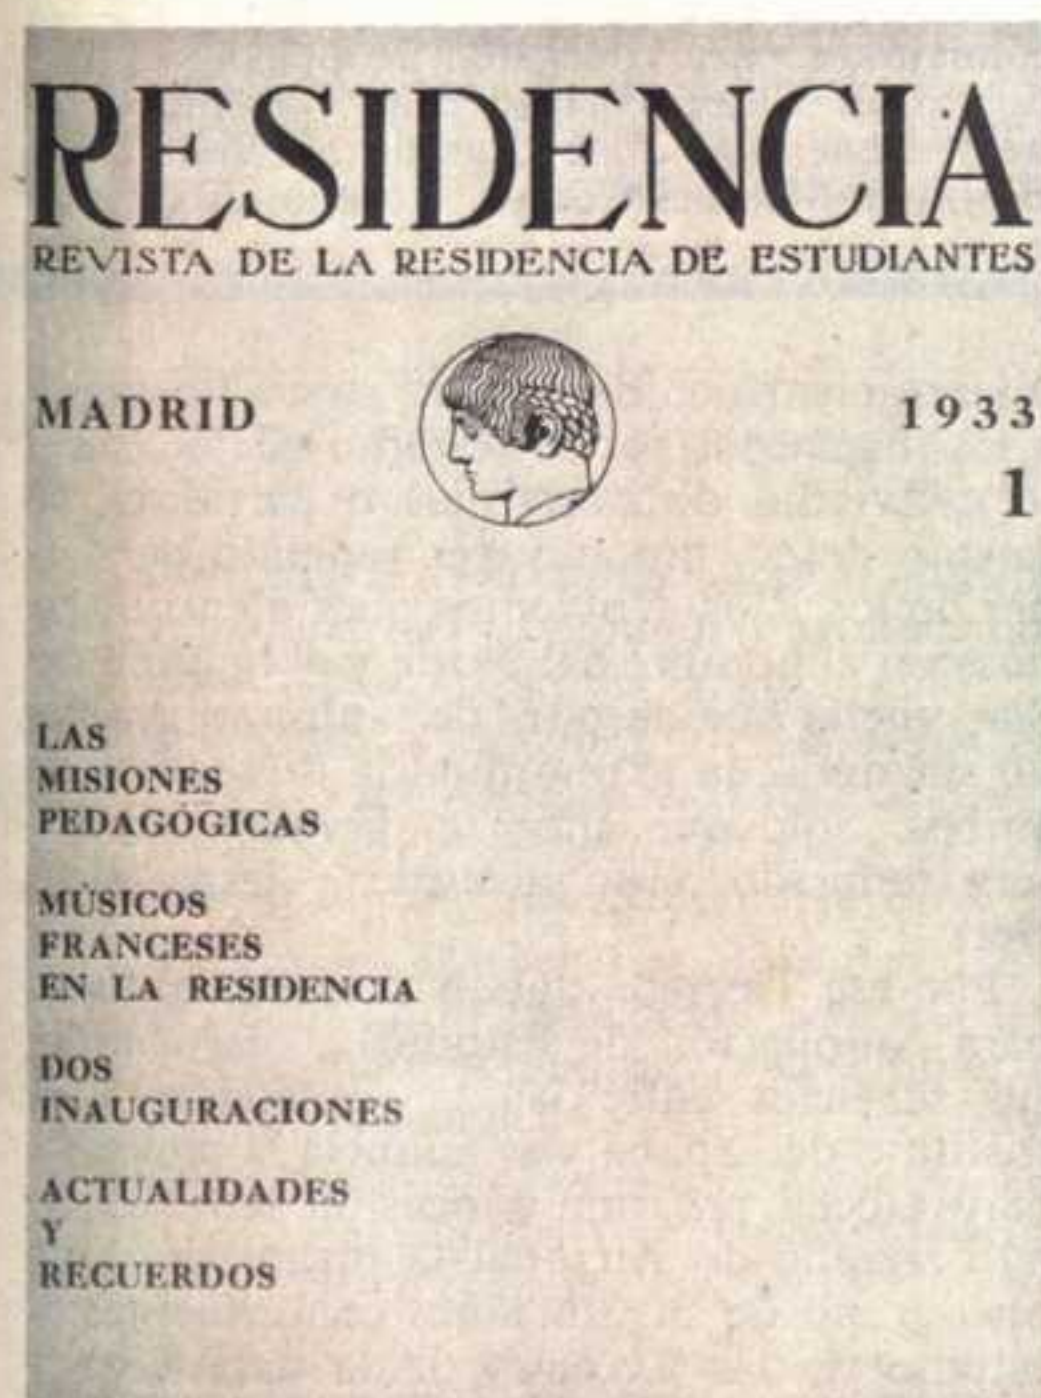 RESIDENCIA
REVISTA DE LA RESIDENCIA DE ESTUDIANTES
MADRID 1933
1
LAS
MISIONES
PEDAGÓGICAS
MÚSICOS
FRANCESES
EN LA RESIDENCIA
DOS
INAUGURACIONES
ACTUALIDADES
Y
RECUERDOS